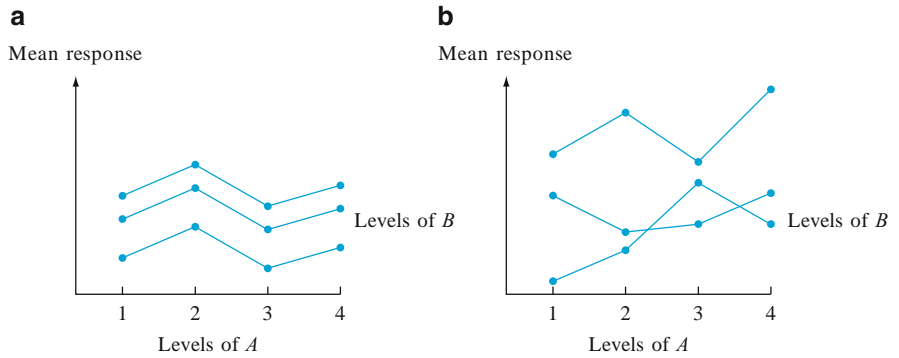 a
Mean response
Levels of B
1 2 3 4
Levels of A
b
Mean response
Levels of B
1 2 3 4
Levels of A